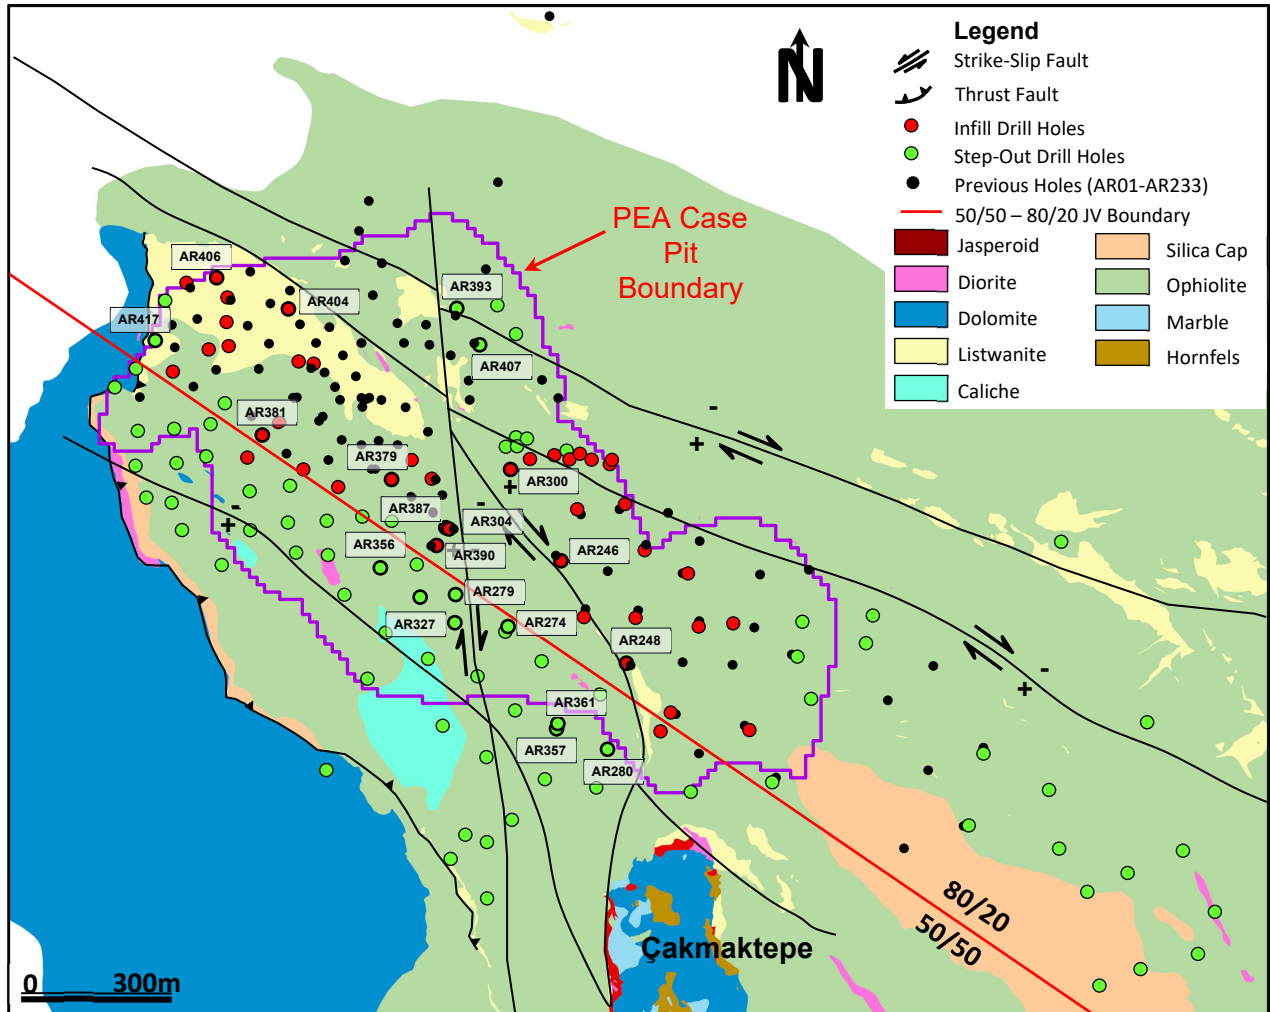 N
Legend
Strike-Slip Fault
Thrust Fault
Infill Drill Holes
Step-Out Drill Holes
Previous Holes (AR01-AR233)
50/50 – 80/20 JV Boundary
Jasperoid
Diorite
Dolomite
Listwanite
Caliche
Silica Cap
Ophiolite
Marble
Hornfels
PEA Case
Pit
Boundary
AR406
AR404
AR393
AR417
AR407
AR381
AR379
AR300
AR387
AR304
AR356
AR390
AR246
AR279
AR327
AR274
AR248
AR361
AR357
AR280
-
+
-
+
-
+
-
+
+
80/20
50/50
Çakmaktepe
0 300m